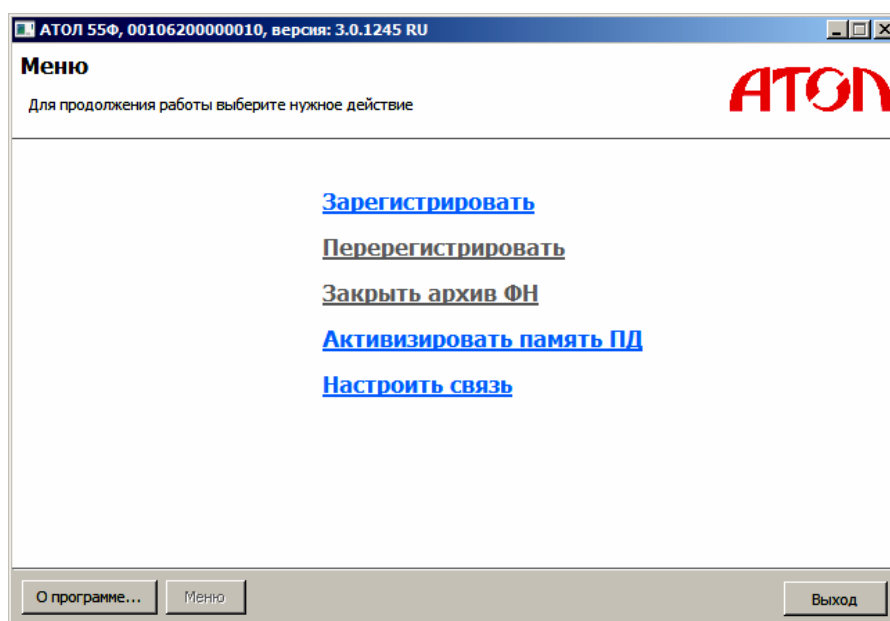 АТОЛ 55Ф, 00106200000010, версия: 3.0.1245 RU
Меню
Для продолжения работы выберите нужное действие
АТОЛ
Зарегистрировать
Перерегистрировать
Закрыть архив ФН
Активизировать память ПД
Настроить связь
О программе...
Меню
Выход